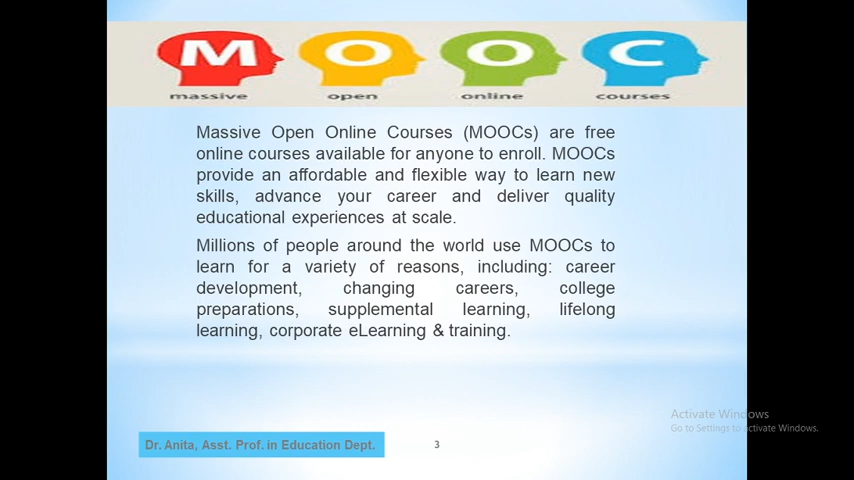 M O O C
massive open online courses
Massive Open Online Courses (MOOCs) are free
online courses available for anyone to enroll. MOOCs
provide an affordable and flexible way to learn new
skills, advance your career and deliver quality
educational experiences at scale.
Millions of people around the world use MOOCs to
learn for a variety of reasons, including: career
development, changing careers, college
preparations, supplemental learning, lifelong
learning, corporate eLearning & training.
Activate Windows
Go to Settings to activate Windows.
Dr. Anita, Asst. Prof. in Education Dept.
3